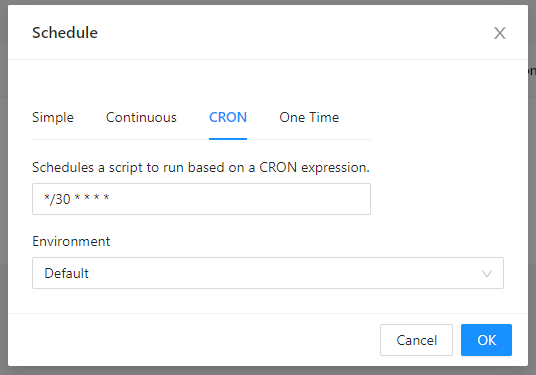 Schedule
Simple Continuous CRON One Time
Schedules a script to run based on a CRON expression.
*/30 * * * *
Environment
Default
Cancel OK